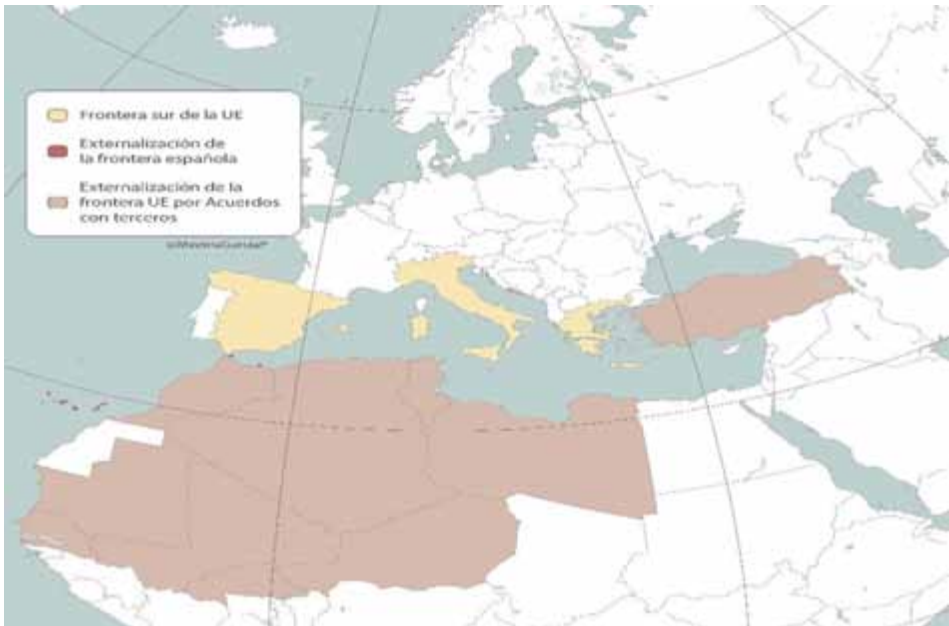 Frontera sur de la UE
Externalización de
la frontera española
Externalización de la
frontera UE por Acuerdos
con terceros